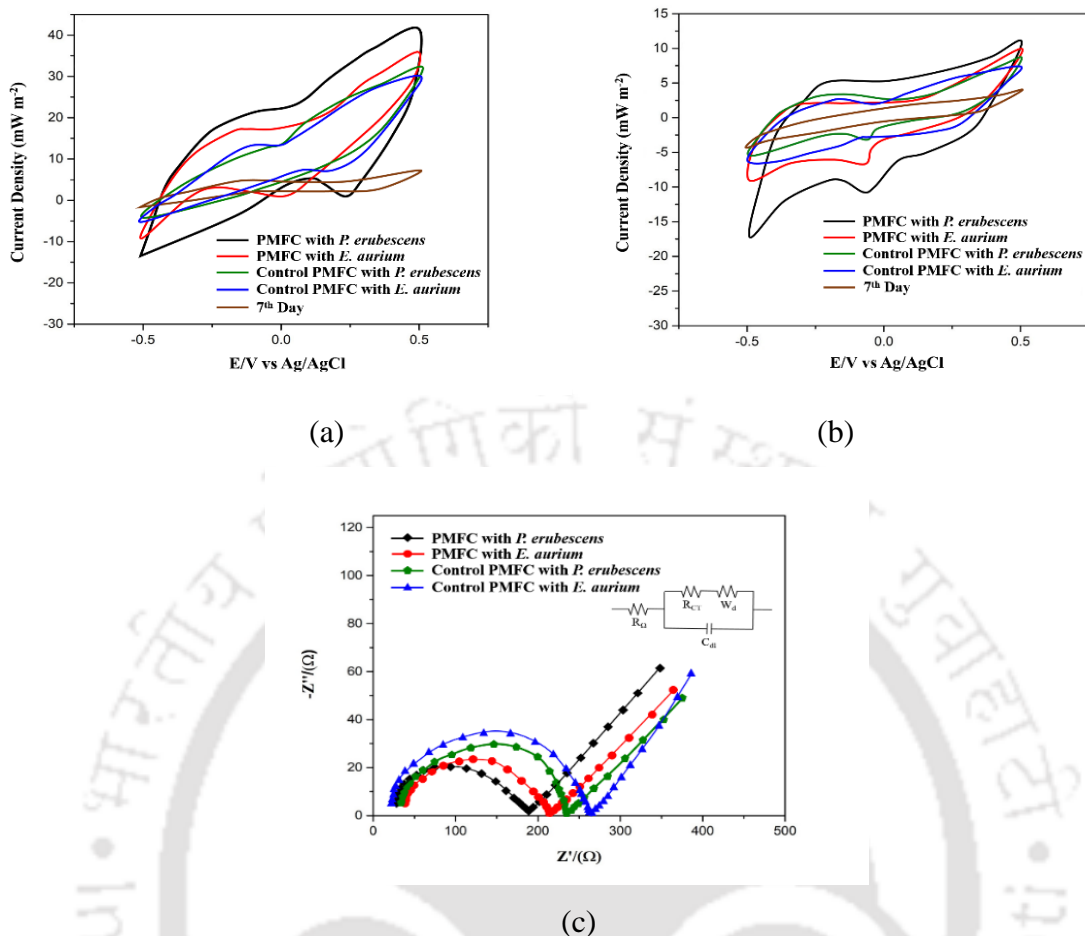 Current Density (mW m⁻²)
40
30
20
10
0
-10
-20
-30
PMFC with P. erubescens
PMFC with E. aurium
Control PMFC with P. erubescens
Control PMFC with E. aurium
7th Day
-0.5
0.0
0.5
E/V vs Ag/AgCl
(a)
Current Density (mW m⁻²)
15
10
5
0
-5
-10
-15
-20
-25
-30
PMFC with P. erubescens
PMFC with E. aurium
Control PMFC with P. erubescens
Control PMFC with E. aurium
7th Day
-0.5
0.0
0.5
E/V vs Ag/AgCl
(b)
-Z''/(Ω)
120
100
80
60
40
20
0
PMFC with P. erubescens
PMFC with E. aurium
Control PMFC with P. erubescens
Control PMFC with E. aurium
RΩ
RCT
Wd
Cdl
0
100
200
300
400
500
Z'/(Ω)
(c)
भारतीय